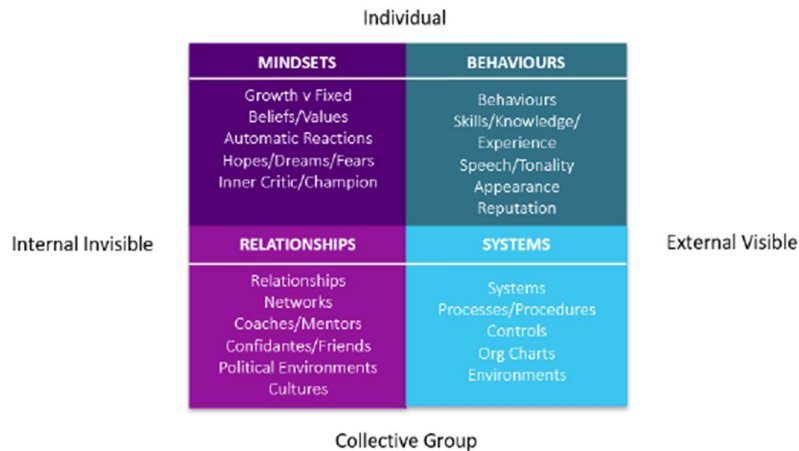 Individual
MINDSETS
Growth v Fixed
Beliefs/Values
Automatic Reactions
Hopes/Dreams/Fears
Inner Critic/Champion
BEHAVIOURS
Behaviours
Skills/Knowledge/
Experience
Speech/Tonality
Appearance
Reputation
Internal Invisible
External Visible
RELATIONSHIPS
Relationships
Networks
Coaches/Mentors
Confidantes/Friends
Political Environments
Cultures
SYSTEMS
Systems
Processes/Procedures
Controls
Org Charts
Environments
Collective Group